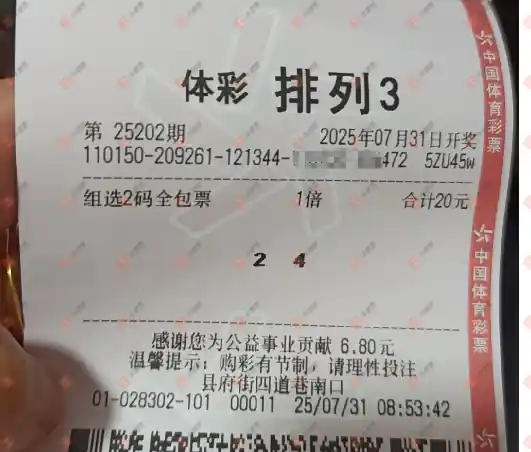 体彩 排列3
第 25202期 2025年07月31日开奖
110150-209261-121344- 472 5ZU45w
组选2码全包票 1倍 合计20元
2 4
感谢您为公益事业贡献 6.80元
温馨提示：购彩有节制，请理性投注
县府街四道巷南口
01-028302-101 00011 25/07/31 08:53:42
中国体育彩票
中国体育彩票